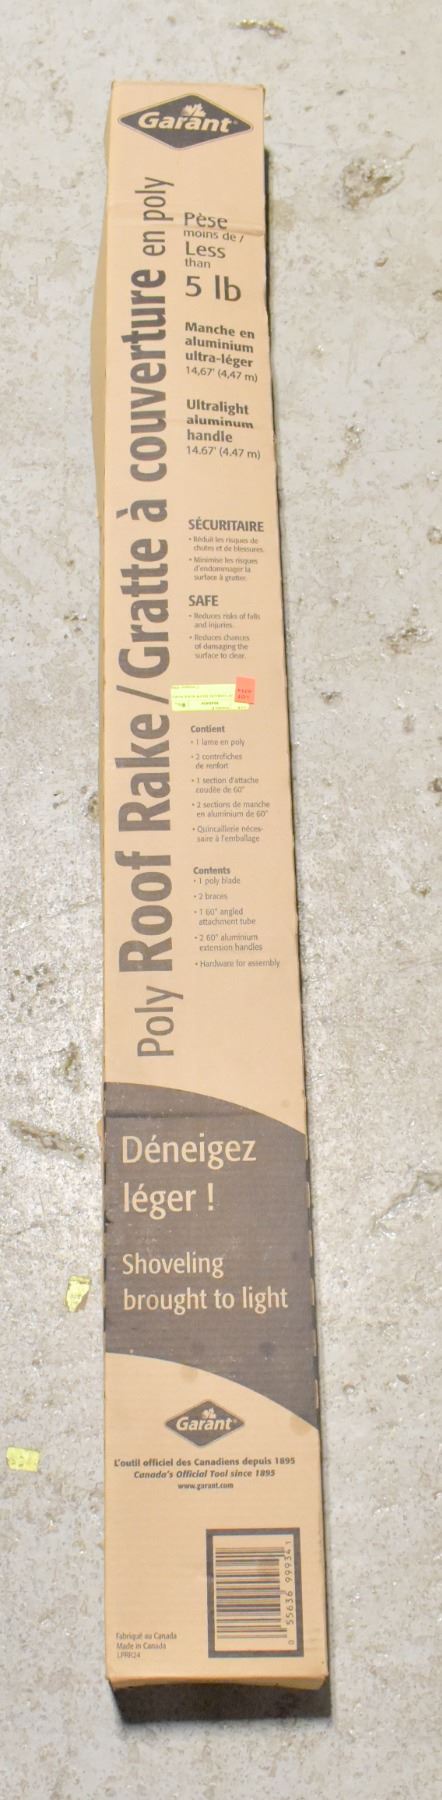 Garant
Pèse
moins de /
Less
than
5 lb
Manche en
aluminium
ultra-léger
14,67' (4,47 m)
Ultralight
aluminum
handle
14.67' (4.47 m)
Poly Roof Rake / Gratte à couverture en poly
SÉCURITAIRE
• Réduit les risques de
chutes et de blessures.
• Minimise les risques
d'endommager la
surface à gratter.
SAFE
• Reduces risks of falls
and injuries.
• Reduces chances
of damaging the
surface to clear.
Contient
• 1 lame en poly
• 2 contrefiches
de renfort
• 1 section d'attache
coudée de 60"
• 2 sections de manche
en aluminium de 60"
• Quincaillerie néces-
saire à l'emballage
Contents
• 1 poly blade
• 2 braces
• 1 60" angled
attachment tube
• 2 60" aluminium
extension handles
• Hardware for assembly
Déneigez
léger !
Shoveling
brought to light
Garant
L'outil officiel des Canadiens depuis 1895
Canada's Official Tool since 1895
www.garant.com
0 55636 99934 1
Fabriqué au Canada
Made in Canada
LPRR24